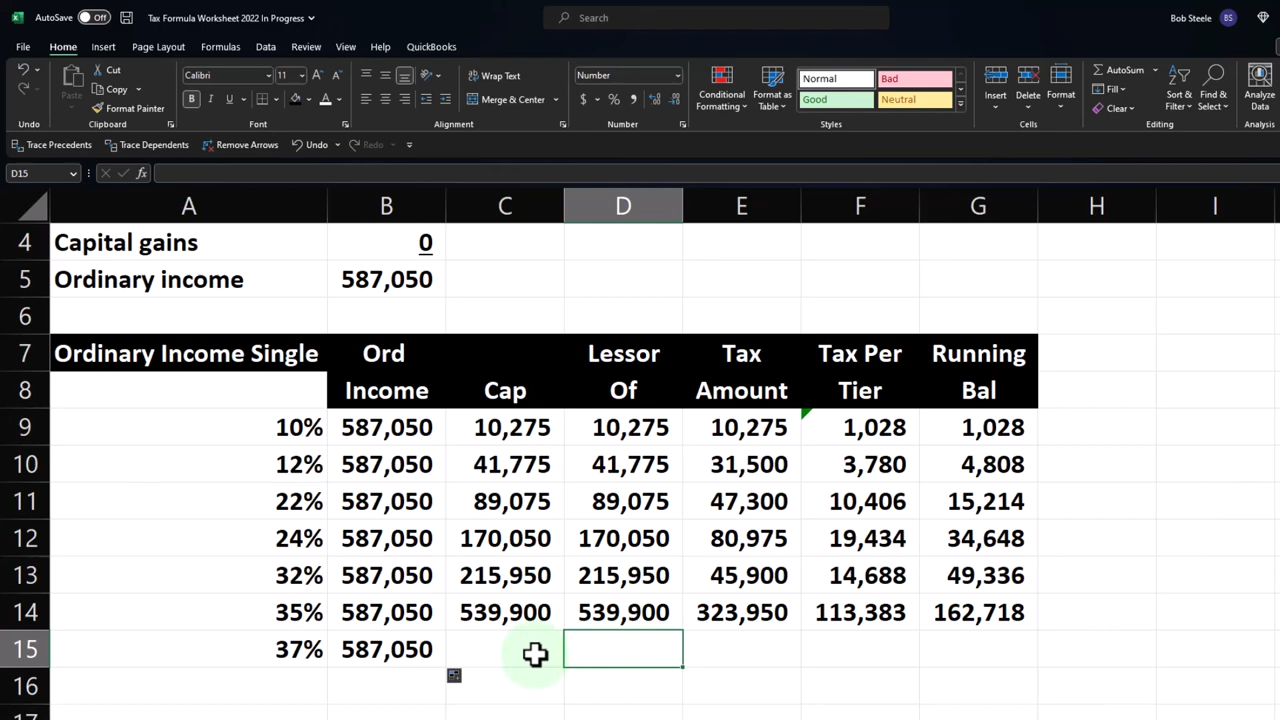 AutoSave Off Tax Formula Worksheet 2022 In Progress Search Bob Steele BS
File Home Insert Page Layout Formulas Data Review View Help QuickBooks
Cut Calibri 11 Wrap Text Number Normal Bad AutoSum
Paste Copy Merge & Center Conditional Formatting Format as Table Good Neutral Insert Delete Format Fill Sort & Filter Find & Select Analyze Data
Format Painter Clear
Undo Clipboard Font Alignment Number Styles Cells Editing Analysis
Trace Precedents Trace Dependents Remove Arrows Undo Redo
D15 fx
A B C D E F G H I
4 Capital gains 0
5 Ordinary income 587,050
6
7 Ordinary Income Single Ord Lessor Tax Tax Per Running
8 Income Cap Of Amount Tier Bal
9 10% 587,050 10,275 10,275 10,275 1,028 1,028
10 12% 587,050 41,775 41,775 31,500 3,780 4,808
11 22% 587,050 89,075 89,075 47,300 10,406 15,214
12 24% 587,050 170,050 170,050 80,975 19,434 34,648
13 32% 587,050 215,950 215,950 45,900 14,688 49,336
14 35% 587,050 539,900 539,900 323,950 113,383 162,718
15 37% 587,050
16